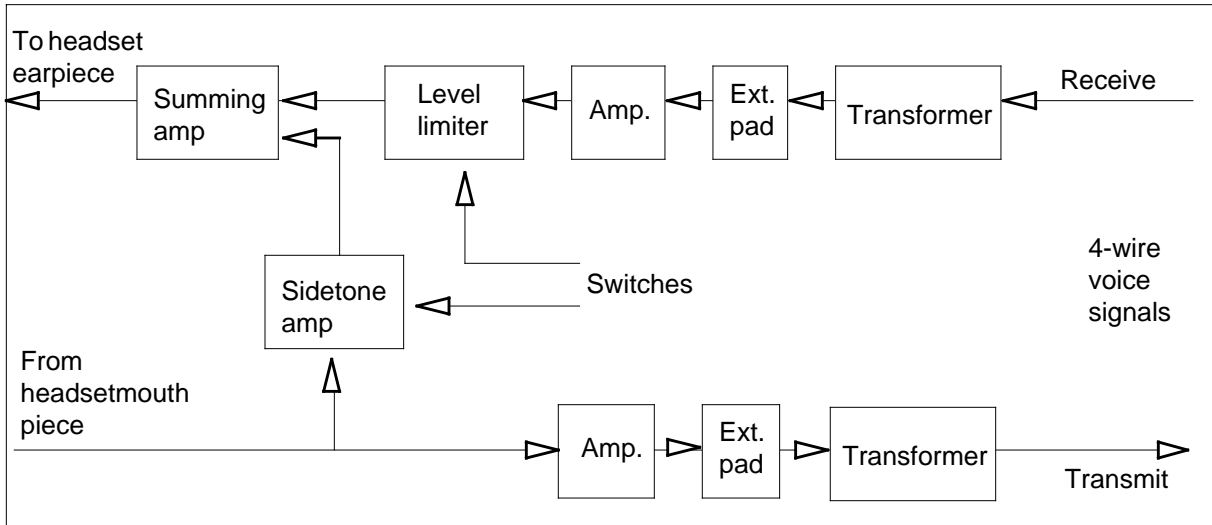 To headset
earpiece
Summing
amp
Level
limiter
Amp.
Ext.
pad
Transformer
Receive
Sidetone
amp
Switches
4-wire
voice
signals
From
headsetmouth
piece
Amp.
Ext.
pad
Transformer
Transmit